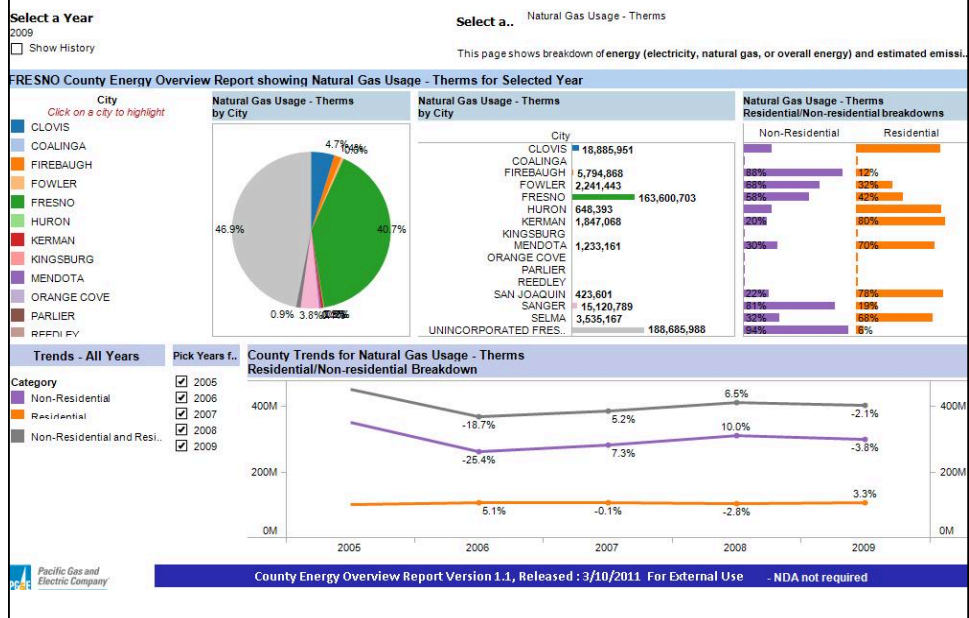 Select a Year
2009
Show History
Select a..
Natural Gas Usage - Therms
This page shows breakdown of energy (electricity, natural gas, or overall energy) and estimated emissi..
FRESNO County Energy Overview Report showing Natural Gas Usage - Therms for Selected Year
City
Click on a city to highlight
CLOVIS
COALINGA
FIREBAUGH
FOWLER
FRESNO
HURON
KERMAN
KINGSBURG
MENDOTA
ORANGE COVE
PARLIER
REEDLEY
Natural Gas Usage - Therms
by City
4.7%
46.9%
40.7%
0.9%
3.8%
Natural Gas Usage - Therms
by City
City
CLOVIS 18,885,951
COALINGA
FIREBAUGH 5,794,868
FOWLER 2,241,443
FRESNO 163,600,703
HURON 648,393
KERMAN 1,847,068
KINGSBURG
MENDOTA 1,233,161
ORANGE COVE
PARLIER
REEDLEY
SAN JOAQUIN 423,601
SANGER 15,120,789
SELMA 3,535,167
UNINCORPORATED FRES.. 188,685,988
Natural Gas Usage - Therms
Residential/Non-residential breakdowns
Non-Residential Residential
88% 12%
68% 32%
58% 42%
20% 80%
30% 70%
22% 78%
81% 19%
32% 68%
94% 6%
Trends - All Years
Category
Non-Residential
Residential
Non-Residential and Resi..
Pick Years f..
2005
2006
2007
2008
2009
County Trends for Natural Gas Usage - Therms
Residential/Non-residential Breakdown
400M
200M
0M
-18.7% 5.2% 6.5% -2.1%
-25.4% 7.3% 10.0% -3.8%
5.1% -0.1% -2.8% 3.3%
400M
200M
0M
2005 2006 2007 2008 2009
Pacific Gas and
Electric Company
PG&E
County Energy Overview Report Version 1.1, Released : 3/10/2011 For External Use - NDA not required